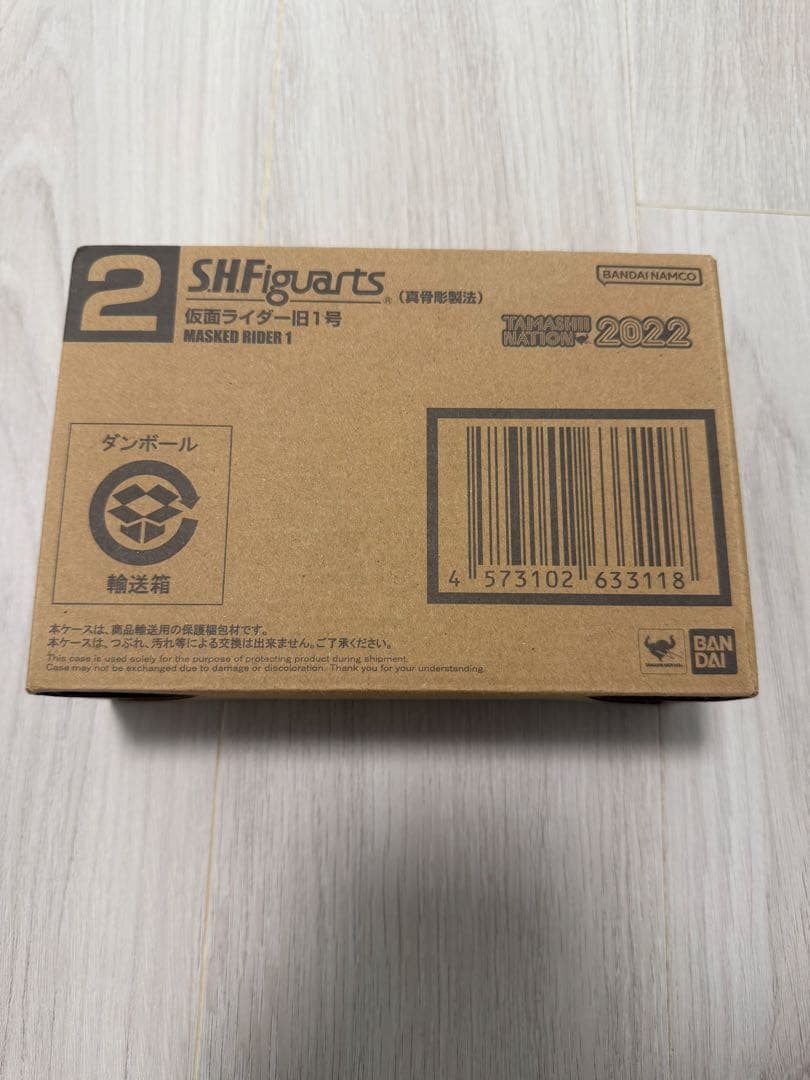 2
S.H.Figuarts® (真骨彫製法)
仮面ライダー旧1号
MASKED RIDER 1
BANDAI NAMCO
TAMASHII NATION 2022
ダンボール
輸送箱
4 573102 633118
本ケースは、商品輸送用の保護梱包材です。
本ケースは、つぶれ、汚れ等による交換は出来ません。ご了承ください。
This case is used solely for the purpose of protecting product during shipment.
Case may not be exchanged due to damage or discoloration. Thank you for your understanding.
BAN
DAI